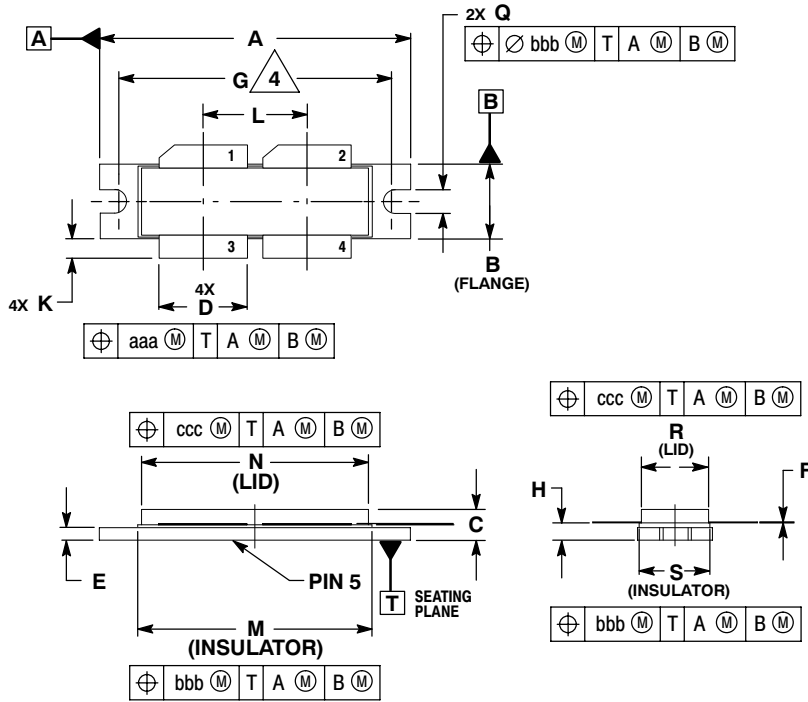 A
A
2X Q
⌖ ∅ bbb Ⓜ T A Ⓜ B Ⓜ
G 4
L
B
1
2
3
4
B
(FLANGE)
4X K
4X
D
⌖ aaa Ⓜ T A Ⓜ B Ⓜ
⌖ ccc Ⓜ T A Ⓜ B Ⓜ
N
(LID)
C
E
PIN 5
T SEATING
PLANE
M
(INSULATOR)
⌖ bbb Ⓜ T A Ⓜ B Ⓜ
⌖ ccc Ⓜ T A Ⓜ B Ⓜ
R
(LID)
H
F
S
(INSULATOR)
⌖ bbb Ⓜ T A Ⓜ B Ⓜ